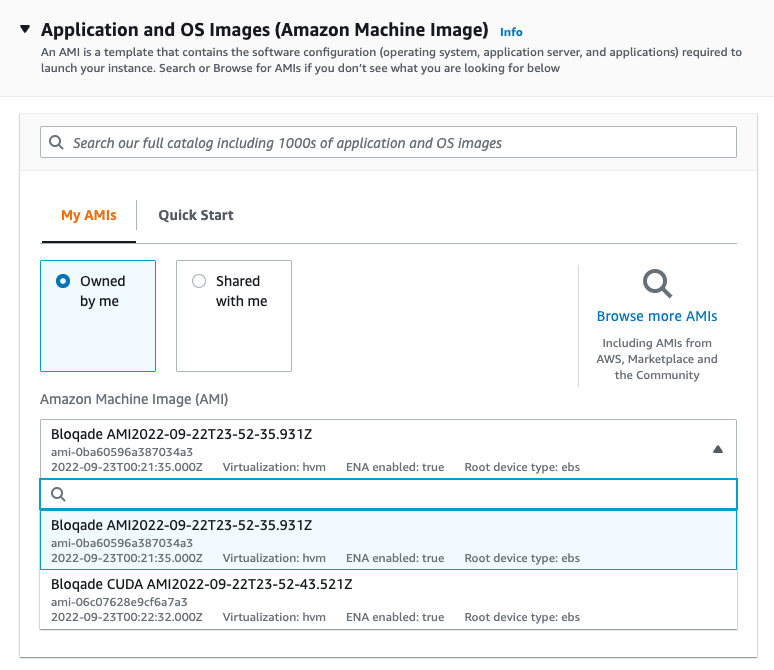 Application and OS Images (Amazon Machine Image) Info
An AMI is a template that contains the software configuration (operating system, application server, and applications) required to
launch your instance. Search or Browse for AMIs if you don’t see what you are looking for below
Search our full catalog including 1000s of application and OS images
My AMIs Quick Start
Owned
by me
Shared
with me
Browse more AMIs
Including AMIs from
AWS, Marketplace and
the Community
Amazon Machine Image (AMI)
Bloqade AMI2022-09-22T23-52-35.931Z
ami-0ba60596a387034a3
2022-09-23T00:21:35.000Z Virtualization: hvm ENA enabled: true Root device type: ebs
Bloqade AMI2022-09-22T23-52-35.931Z
ami-0ba60596a387034a3
2022-09-23T00:21:35.000Z Virtualization: hvm ENA enabled: true Root device type: ebs
Bloqade CUDA AMI2022-09-22T23-52-43.521Z
ami-06c07628e9cf6a7a3
2022-09-23T00:22:32.000Z Virtualization: hvm ENA enabled: true Root device type: ebs